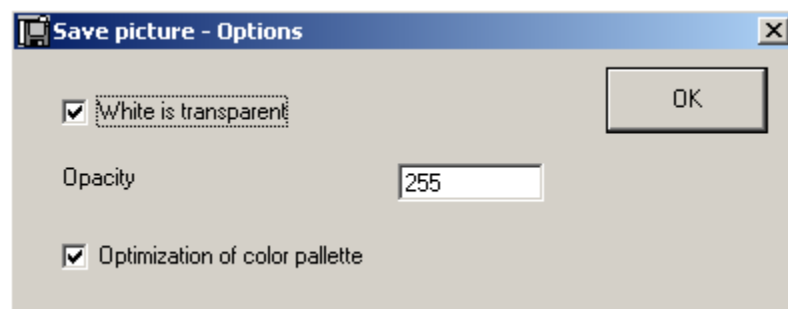 Save picture - Options
White is transparent
OK
Opacity
255
Optimization of color pallette